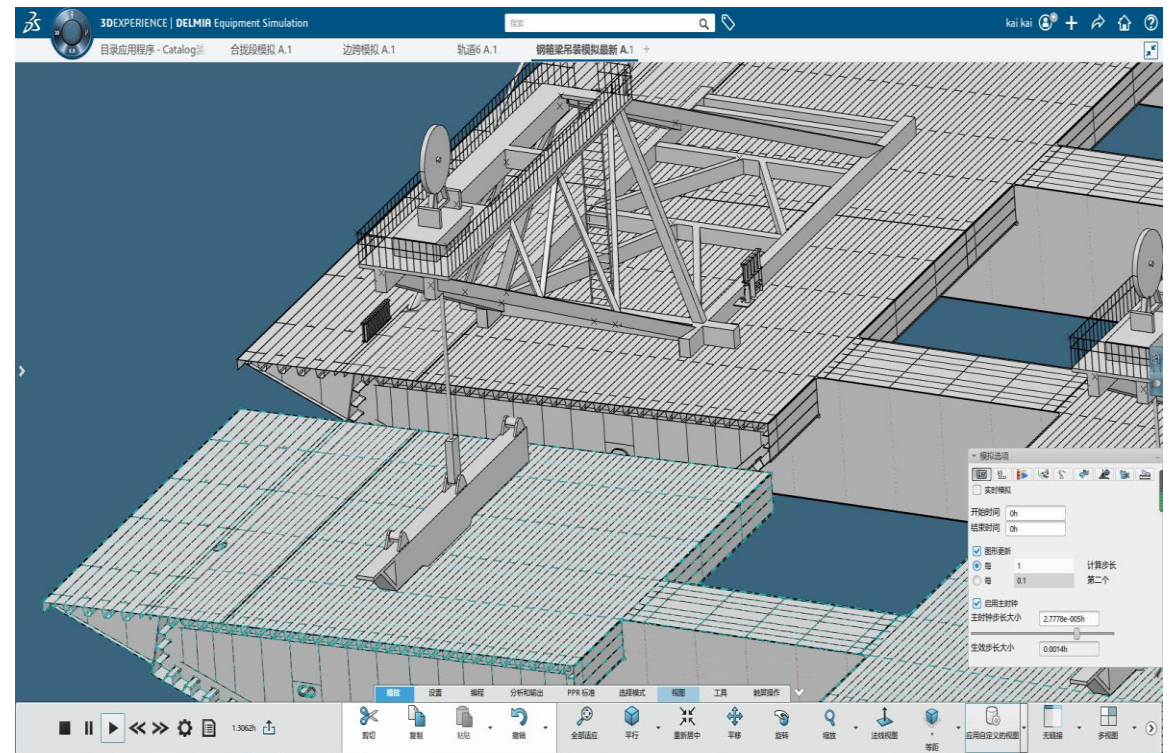 3DEXPERIENCE | DELMIA Equipment Simulation
搜索
kai kai
目录应用程序 - Catalog
合拢段模拟 A.1
边跨模拟 A.1
轨道6 A.1
钢箱梁吊装模拟最新 A.1
模拟选项
实时模拟
开始时间 0h
结束时间 0h
图形更新
每 1 计算步长
每 0.1 第二个
启用主时钟
主时钟步长大小 2.7778e-005h
生效步长大小 0.0014h
播放 设置 编程 分析和输出 PPR 标准 选择模式 视图 工具 触屏操作
1.3062h
剪切 复制 粘贴 撤销 全部适应 平行 重新居中 平移 旋转 缩放 法线视图 等距 应用自定义的视图 无链接 多视图